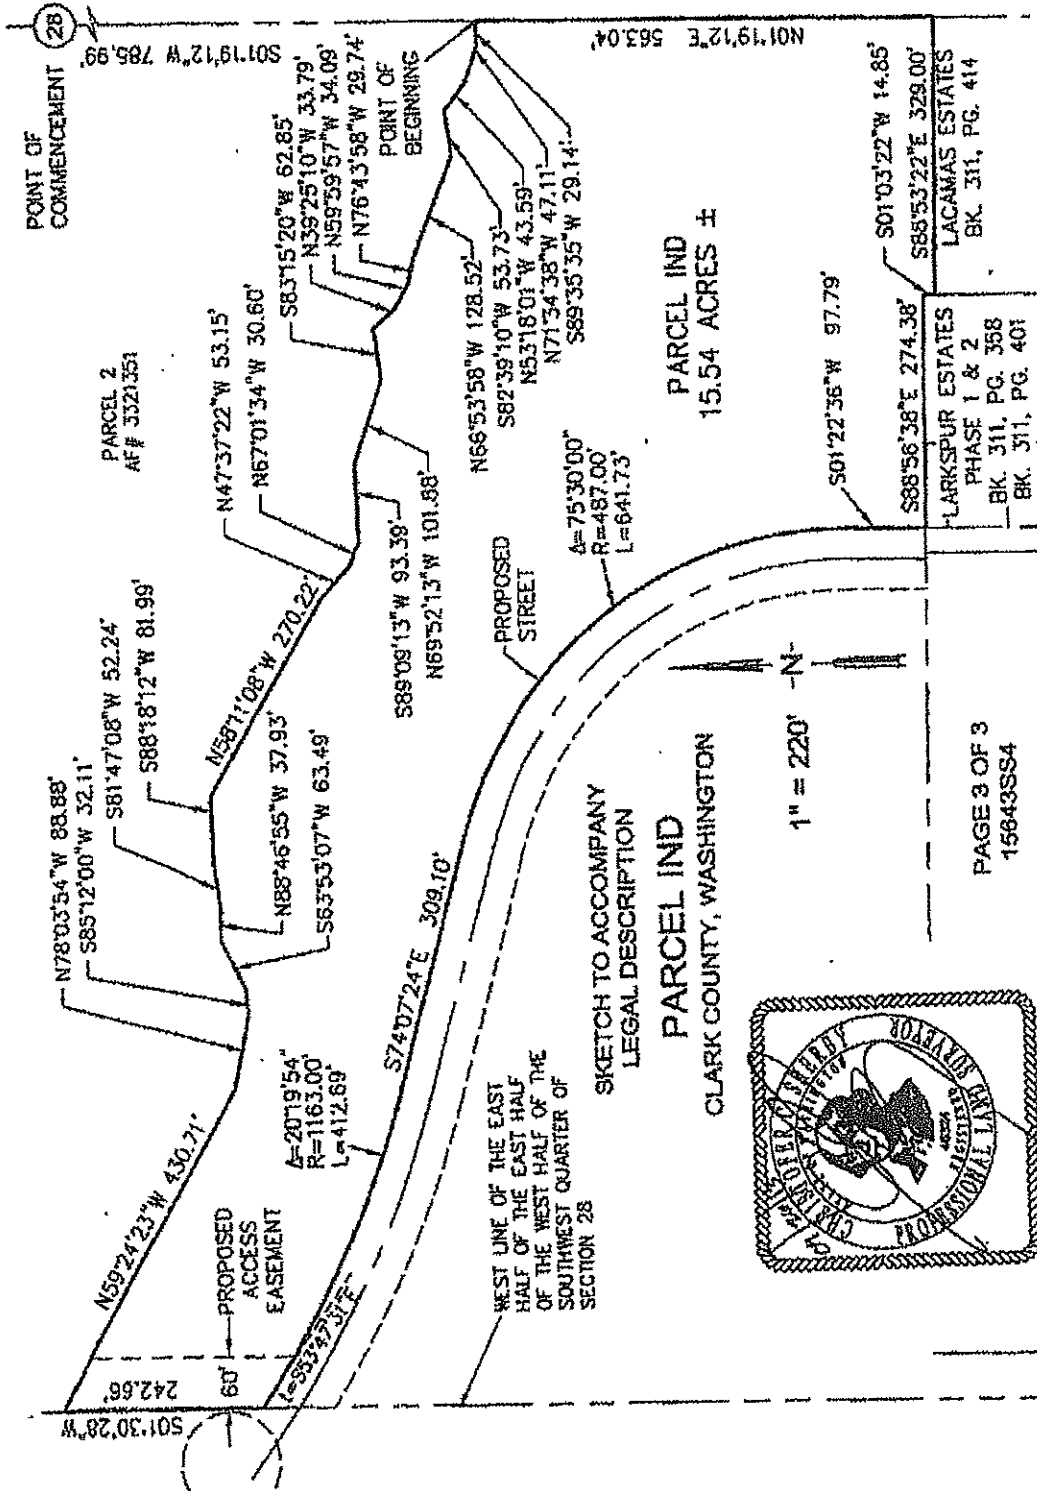 POINT OF
COMMENCEMENT
28
S01°19'12"W 785.99'
PARCEL 2
AF# 3321351
N78°03'54"W 88.88'
S85°12'00"W 32.11'
S81°47'08"W 52.24'
S88°18'12"W 81.99'
N88°46'55"W 37.93'
S63°53'07"W 63.49'
N58°11'08"W 270.22'
N47°37'22"W 53.15'
N67°01'34"W 30.60'
S83°15'20"W 62.85'
N39°25'10"W 33.79'
N59°59'57"W 34.09'
N76°43'58"W 29.74'
POINT OF
BEGINNING
S89°09'13"W 93.39'
N69°52'13"W 101.88'
N68°53'58"W 128.52'
S82°39'10"W 53.73'
N53°18'01"W 43.59'
N71°34'38"W 47.11'
S89°35'35"W 29.14'
N59°24'23"W 430.71'
S01°30'28"W
242.66'
60'
PROPOSED
ACCESS
EASEMENT
Δ=20°19'54"
R=1163.00'
L=412.69'
L=S53°47'31"E
S74°07'24"E 309.10'
PROPOSED
STREET
Δ=75°30'00"
R=487.00'
L=641.73'
PARCEL IND
15.54 ACRES ±
N01°19'12"E 563.04'
S01°22'36"W 97.79'
S01°03'22"W 14.85'
S88°56'38"E 274.38'
S88°53'22"E 329.00'
LARKSPUR ESTATES
PHASE 1 & 2
BK. 311, PG. 358
BK. 311, PG. 401
LACAMAS ESTATES
BK. 311, PG. 414
WEST LINE OF THE EAST
HALF OF THE EAST HALF
OF THE WEST HALF OF THE
SOUTHWEST QUARTER OF
SECTION 28
SKETCH TO ACCOMPANY
LEGAL DESCRIPTION
PARCEL IND
CLARK COUNTY, WASHINGTON
1" = 220'
-N-
PAGE 3 OF 3
15643SS4
CHRISTOFER C. SHERBY
WASHINGTON
REGISTERED
PROFESSIONAL LAND SURVEYOR